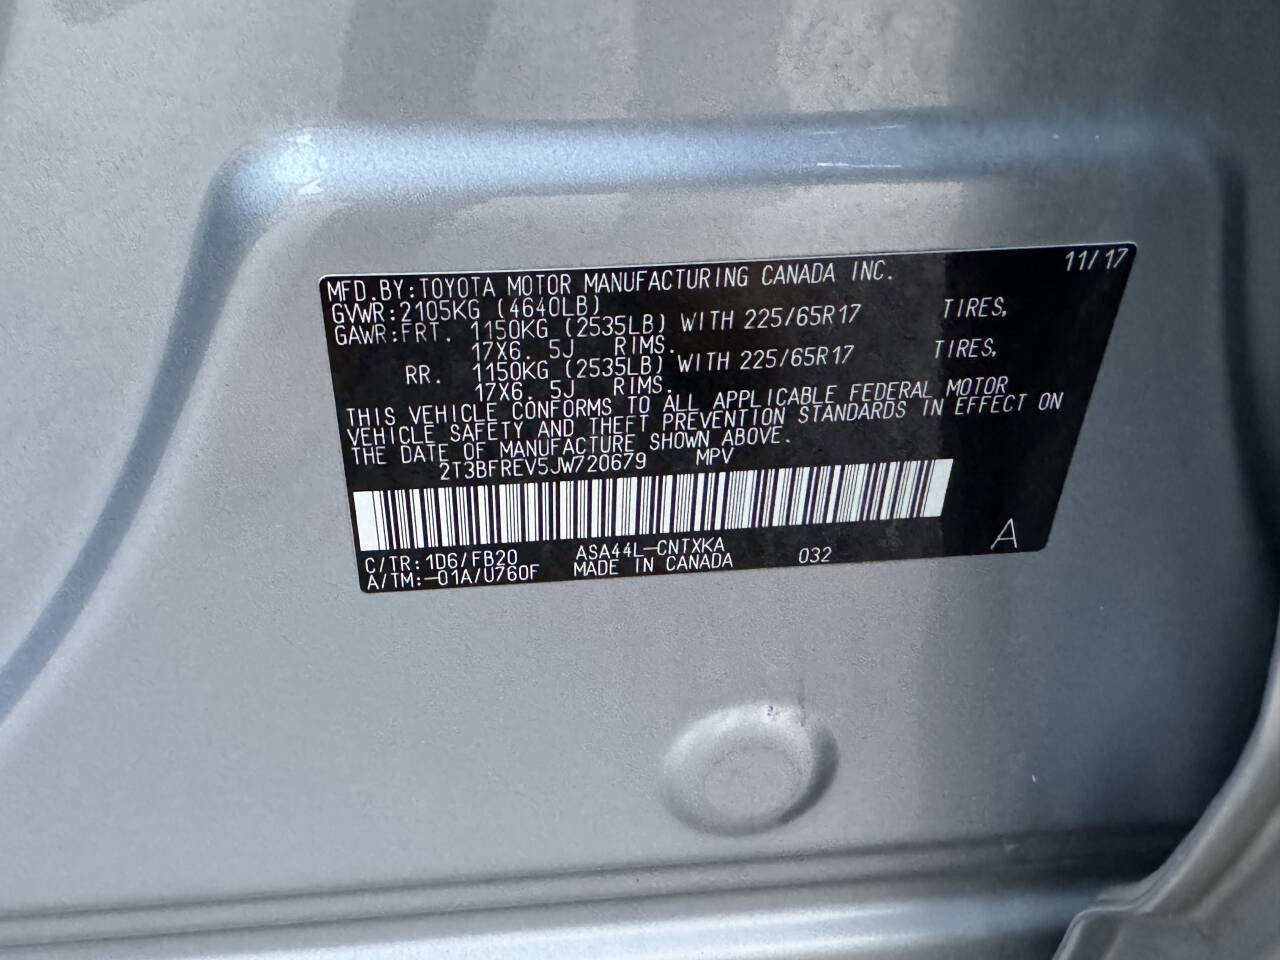 MFD.BY:TOYOTA MOTOR MANUFACTURING CANADA INC. 11/17
GVWR:2105KG (4640LB)
GAWR:FRT. 1150KG (2535LB) WITH 225/65R17 TIRES,
17X6. 5J RIMS.
RR. 1150KG (2535LB) WITH 225/65R17 TIRES,
17X6. 5J RIMS.
THIS VEHICLE CONFORMS TO ALL APPLICABLE FEDERAL MOTOR
VEHICLE SAFETY AND THEFT PREVENTION STANDARDS IN EFFECT ON
THE DATE OF MANUFACTURE SHOWN ABOVE.
2T3BFREV5JW720679 MPV
C/TR:1D6/FB20 ASA44L-CNTXKA 032 A
A/TM:-01A/U760F MADE IN CANADA